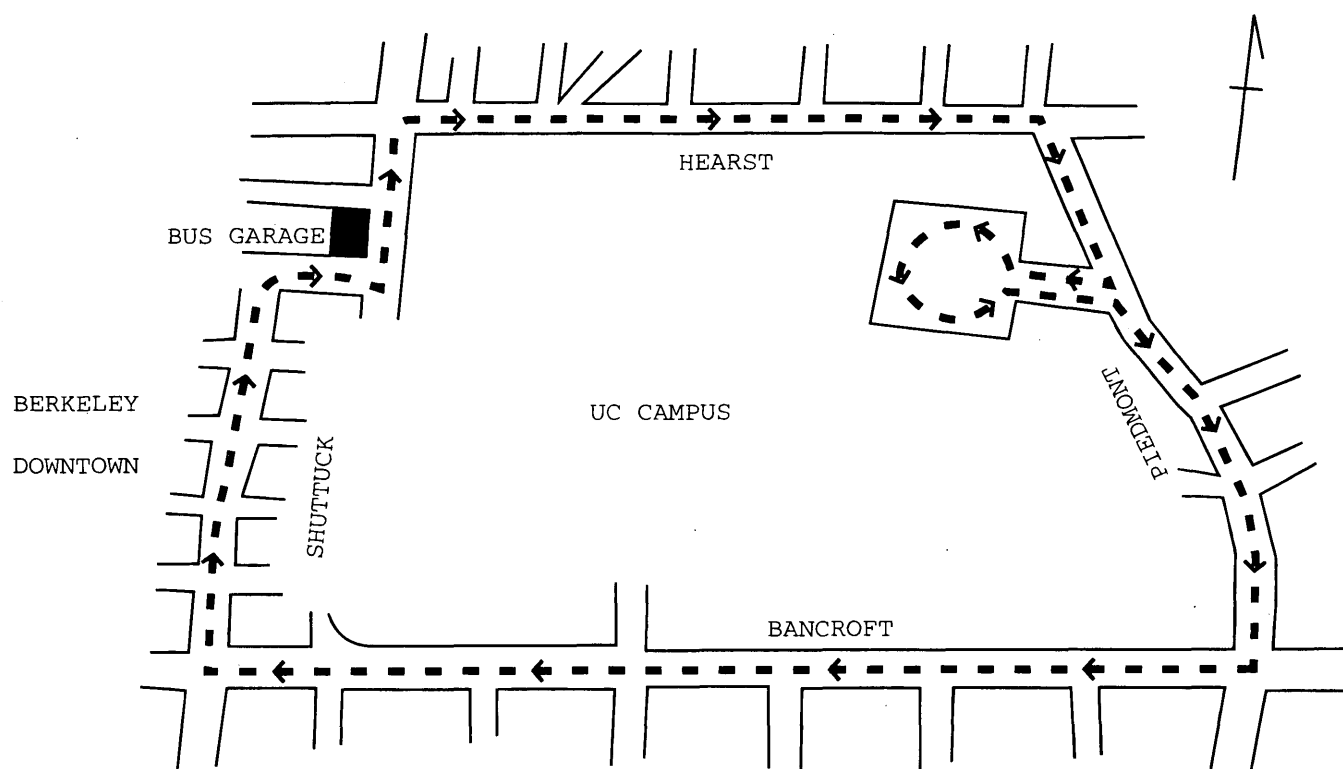 HEARST
BUS GARAGE
BERKELEY
DOWNTOWN
UC CAMPUS
PIEDMONT
SHUTTUCK
BANCROFT